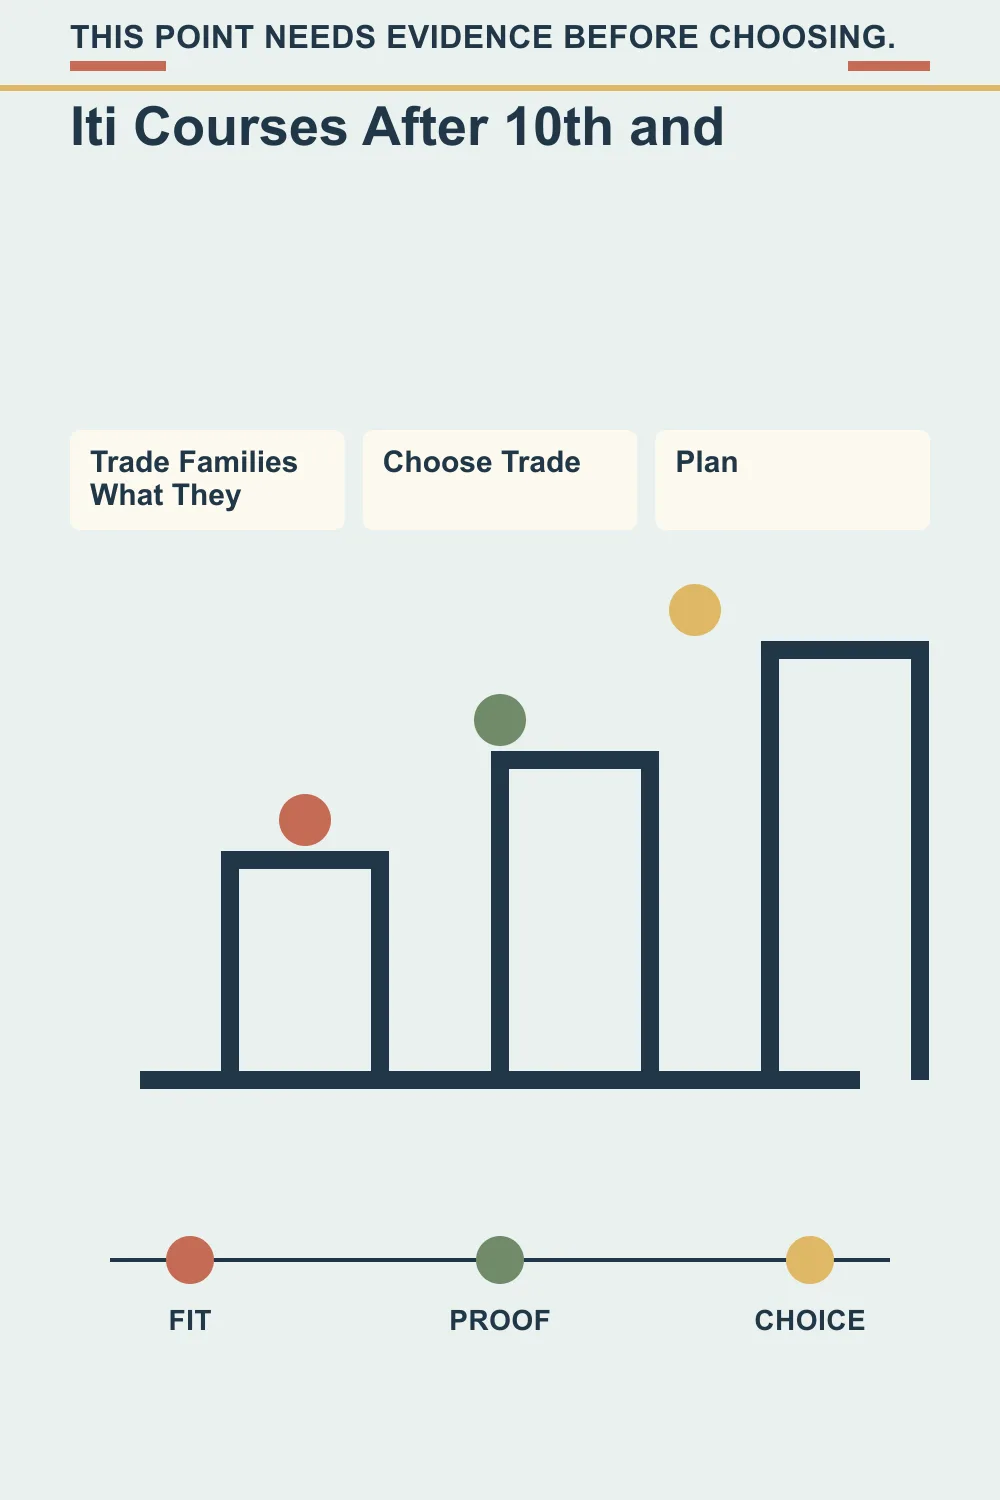 THIS POINT NEEDS EVIDENCE BEFORE CHOOSING.
Iti Courses After 10th and
Trade Families
What They
Choose Trade
Plan
FIT
PROOF
CHOICE